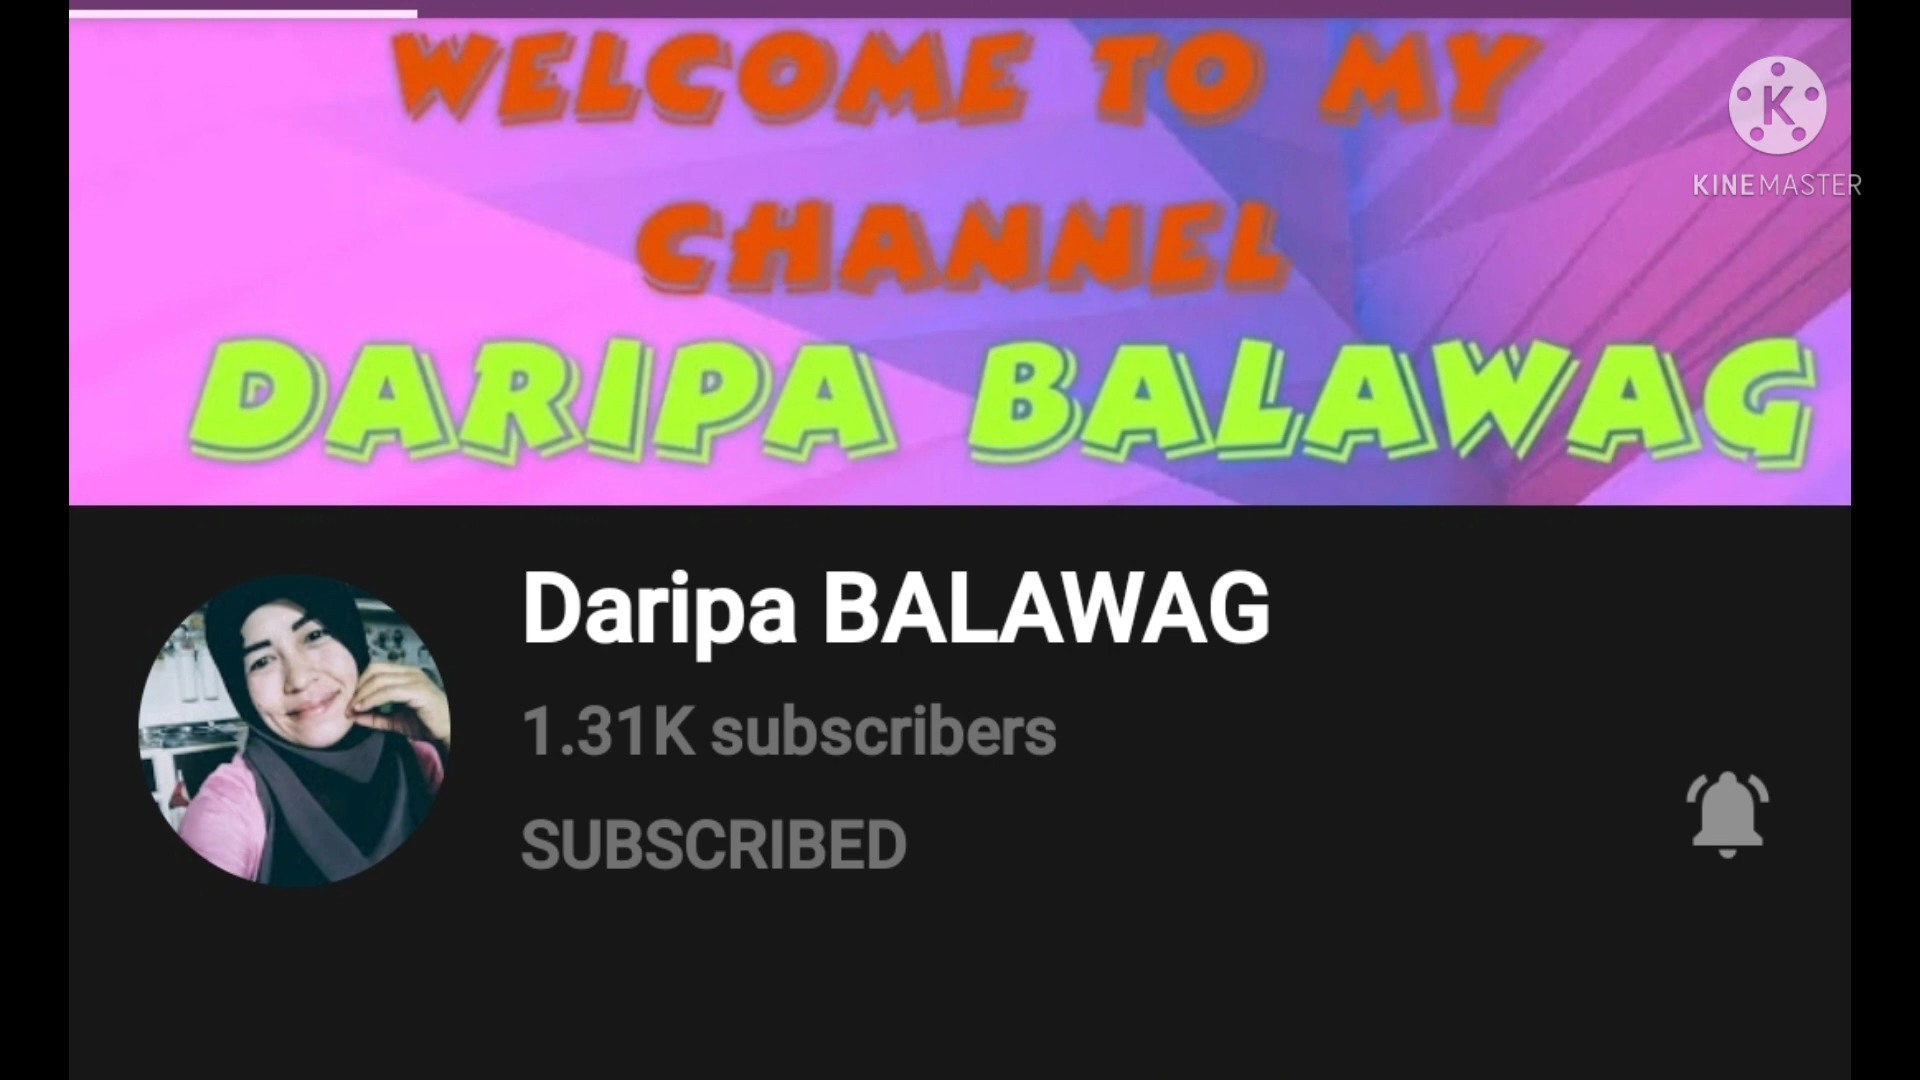 WELCOME TO MY
CHANNEL
DARIPA BALAWAG
K
KINEMASTER
Daripa BALAWAG
1.31K subscribers
SUBSCRIBED